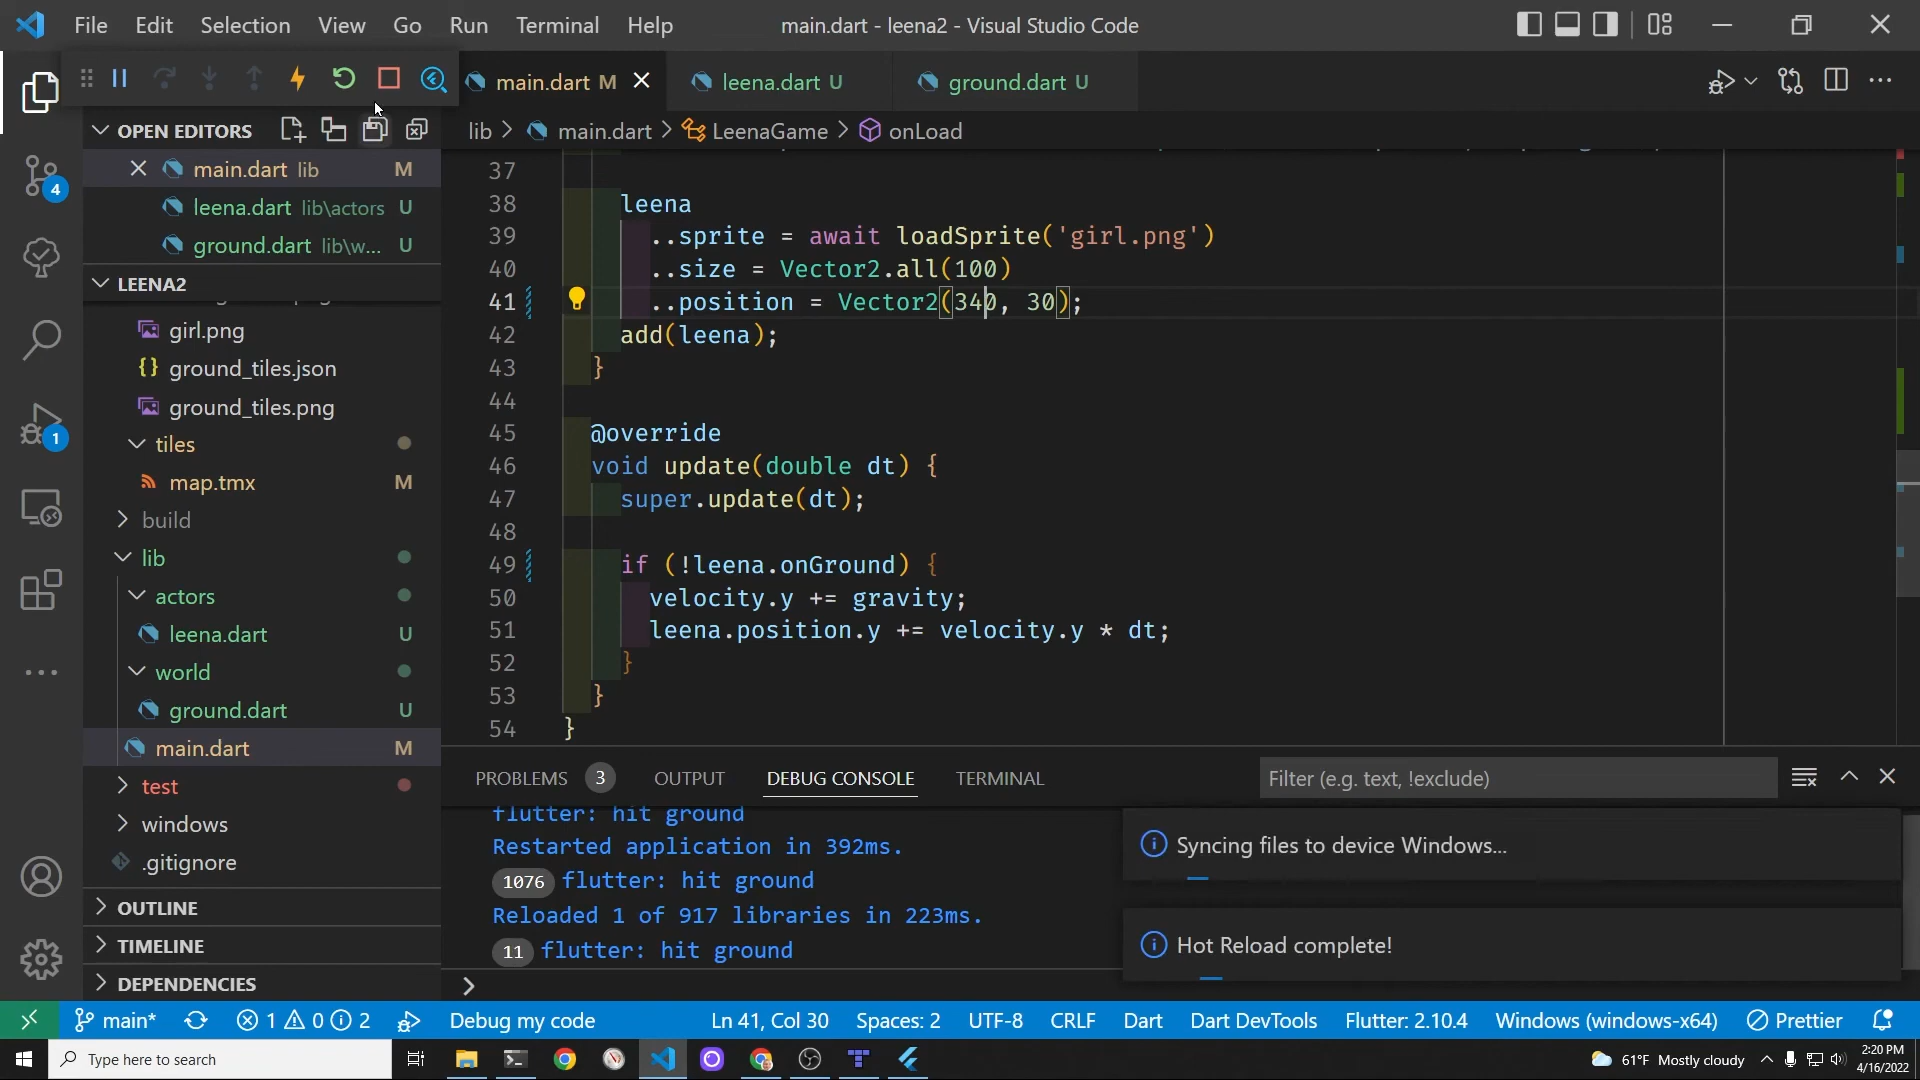 File Edit Selection View Go Run Terminal Help
main.dart - leena2 - Visual Studio Code
main.dart M
leena.dart U
ground.dart U
OPEN EDITORS
lib > main.dart > LeenaGame > onLoad
main.dart lib M
leena.dart lib\actors U
ground.dart lib\w... U
LEENA2
girl.png
ground_tiles.json
ground_tiles.png
tiles
map.tmx M
build
lib
actors
leena.dart U
world
ground.dart U
main.dart M
test
windows
.gitignore
OUTLINE
TIMELINE
DEPENDENCIES
4
1
37
38 leena
39 ..sprite = await loadSprite('girl.png')
40 ..size = Vector2.all(100)
41 ..position = Vector2(340, 30);
42 add(leena);
43 }
44
45 @override
46 void update(double dt) {
47 super.update(dt);
48
49 if (!leena.onGround) {
50 velocity.y += gravity;
51 leena.position.y += velocity.y * dt;
52 }
53 }
54 }
PROBLEMS 3 OUTPUT DEBUG CONSOLE TERMINAL
Filter (e.g. text, !exclude)
flutter: hit ground
Restarted application in 392ms.
1076 flutter: hit ground
Reloaded 1 of 917 libraries in 223ms.
11 flutter: hit ground
>
Syncing files to device Windows...
Hot Reload complete!
main* 1 0 2 Debug my code Ln 41, Col 30 Spaces: 2 UTF-8 CRLF Dart Dart DevTools Flutter: 2.10.4 Windows (windows-x64) Prettier
Type here to search
61°F Mostly cloudy
2:20 PM
4/16/2022